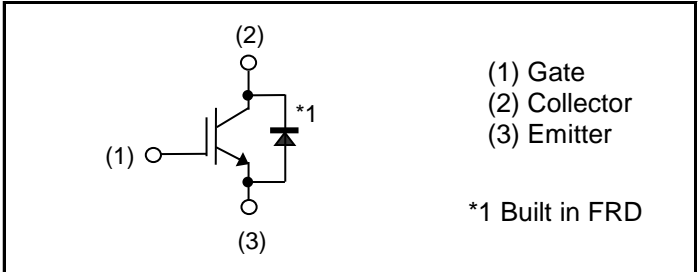 (2)
*1
(1)
(3)
(1) Gate
(2) Collector
(3) Emitter
*1 Built in FRD